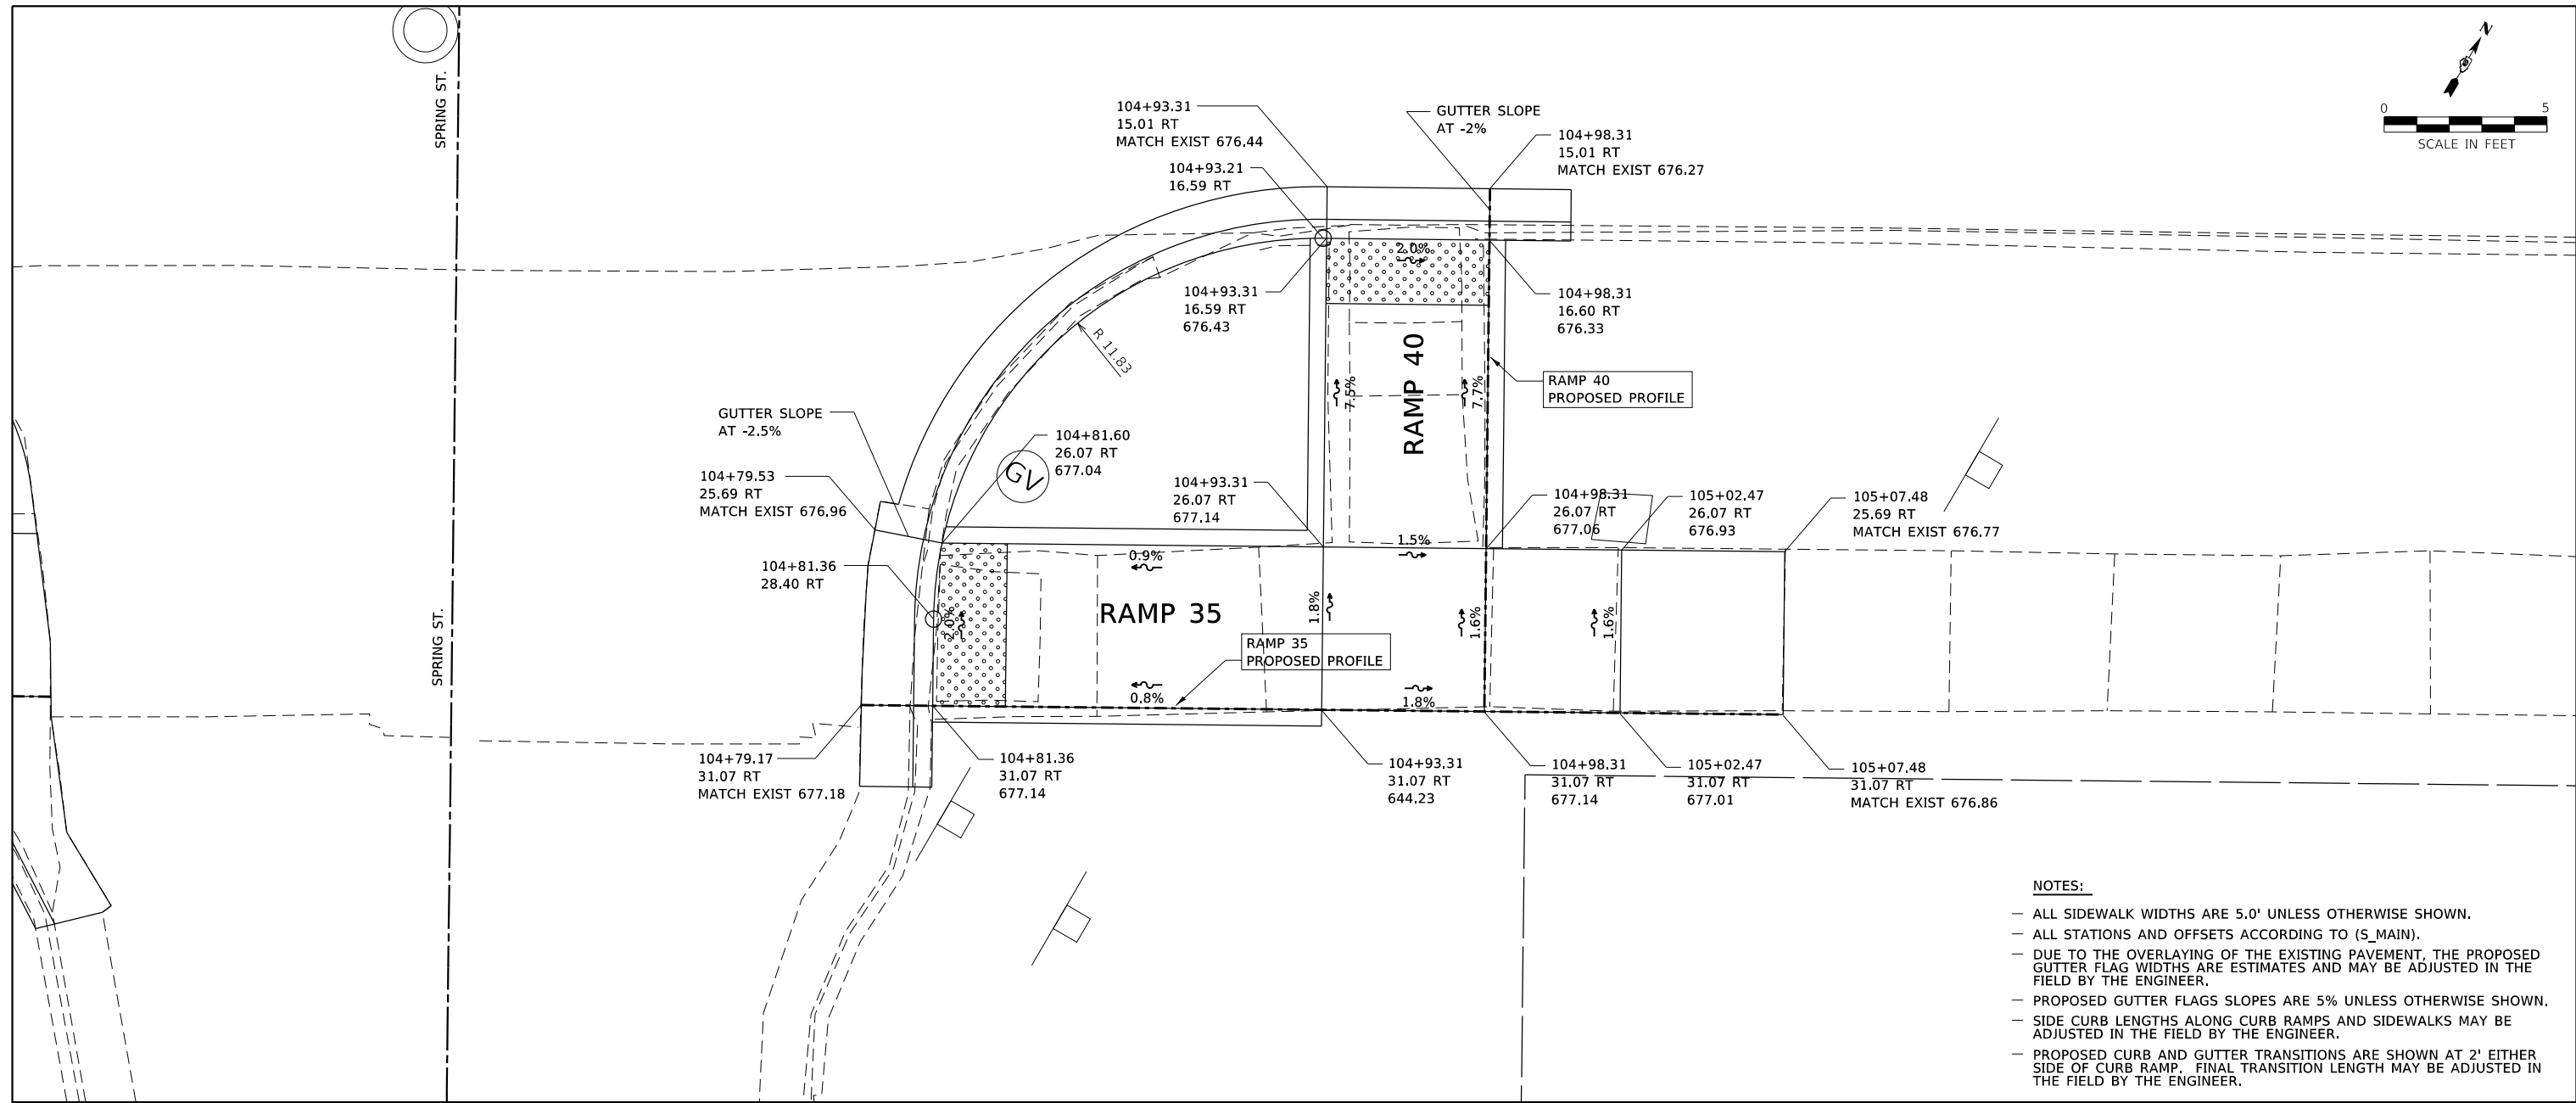 SPRING ST.
104+93.31
15.01 RT
MATCH EXIST 676.44
104+93.21
16.59 RT
GUTTER SLOPE
AT -2%
104+98.31
15.01 RT
MATCH EXIST 676.27
N
0 5
SCALE IN FEET
2.0%
104+93.31
16.59 RT
676.43
104+98.31
16.60 RT
676.33
R 11.83
RAMP 40
7.5%
7.7%
RAMP 40
PROPOSED PROFILE
GUTTER SLOPE
AT -2.5%
104+81.60
26.07 RT
677.04
GV
104+79.53
25.69 RT
MATCH EXIST 676.96
104+93.31
26.07 RT
677.14
104+98.31
26.07 RT
677.06
105+02.47
26.07 RT
676.93
105+07.48
25.69 RT
MATCH EXIST 676.77
0.9%
1.5%
104+81.36
28.40 RT
2.0%
RAMP 35
1.8%
1.6%
1.6%
SPRING ST.
RAMP 35
PROPOSED PROFILE
0.8%
1.8%
104+79.17
31.07 RT
MATCH EXIST 677.18
104+81.36
31.07 RT
677.14
104+93.31
31.07 RT
644.23
104+98.31
31.07 RT
677.14
105+02.47
31.07 RT
677.01
105+07.48
31.07 RT
MATCH EXIST 676.86
NOTES:
— ALL SIDEWALK WIDTHS ARE 5.0' UNLESS OTHERWISE SHOWN.
— ALL STATIONS AND OFFSETS ACCORDING TO (S_MAIN).
— DUE TO THE OVERLAYING OF THE EXISTING PAVEMENT, THE PROPOSED
GUTTER FLAG WIDTHS ARE ESTIMATES AND MAY BE ADJUSTED IN THE
FIELD BY THE ENGINEER.
— PROPOSED GUTTER FLAGS SLOPES ARE 5% UNLESS OTHERWISE SHOWN.
— SIDE CURB LENGTHS ALONG CURB RAMPS AND SIDEWALKS MAY BE
ADJUSTED IN THE FIELD BY THE ENGINEER.
— PROPOSED CURB AND GUTTER TRANSITIONS ARE SHOWN AT 2' EITHER
SIDE OF CURB RAMP. FINAL TRANSITION LENGTH MAY BE ADJUSTED IN
THE FIELD BY THE ENGINEER.